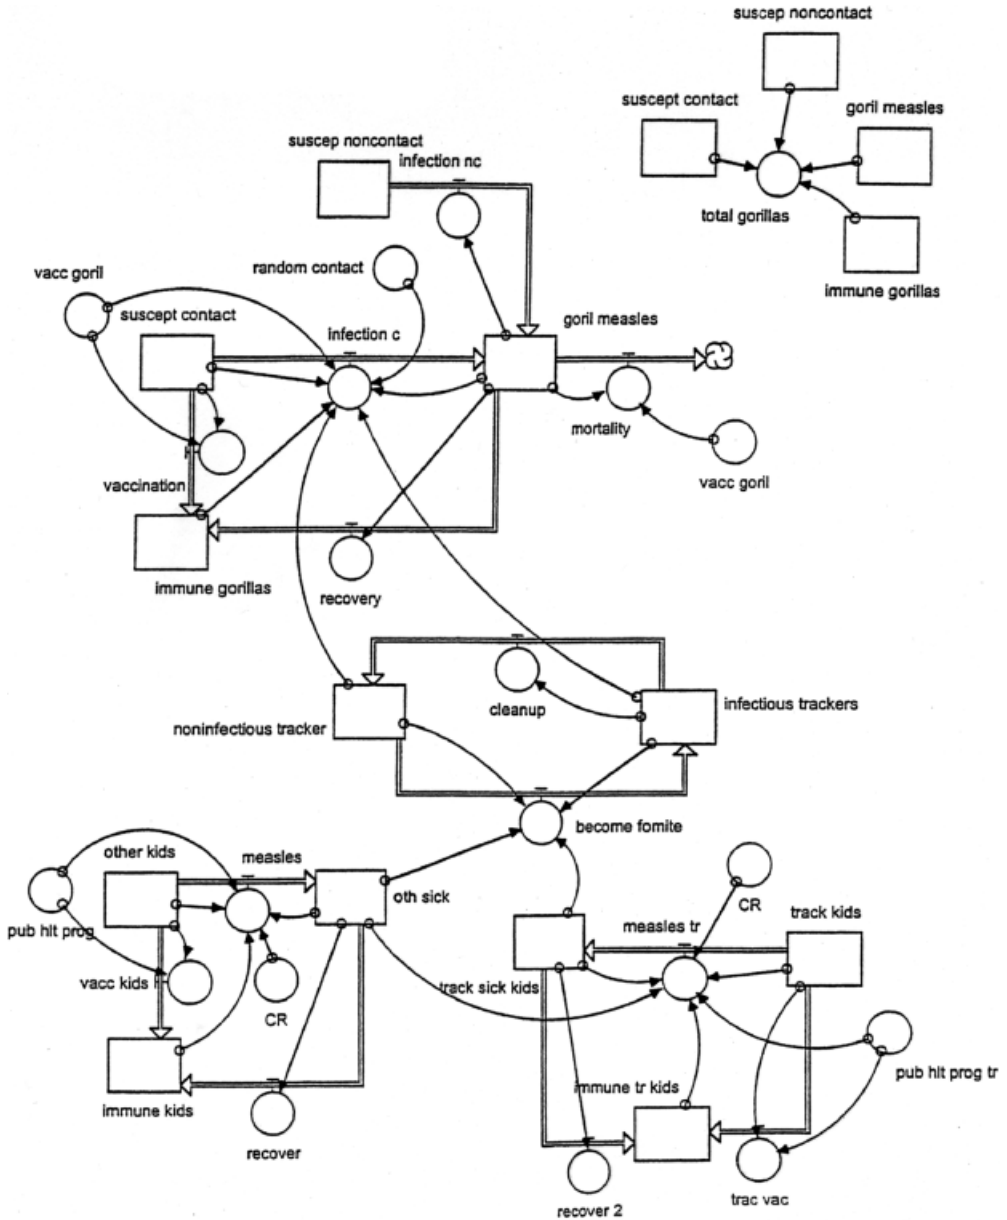 suscep noncontact
suscept contact
goril measles
total gorillas
immune gorillas
suscep noncontact
infection nc
random contact
vacc goril
suscept contact
infection c
goril measles
mortality
vacc goril
vaccination
immune gorillas
recovery
cleanup
infectious trackers
noninfectious tracker
become fomite
other kids
measles
oth sick
pub hlt prog
vacc kids
CR
immune kids
recover
CR
measles tr
track kids
track sick kids
immune tr kids
pub hlt prog tr
trac vac
recover 2